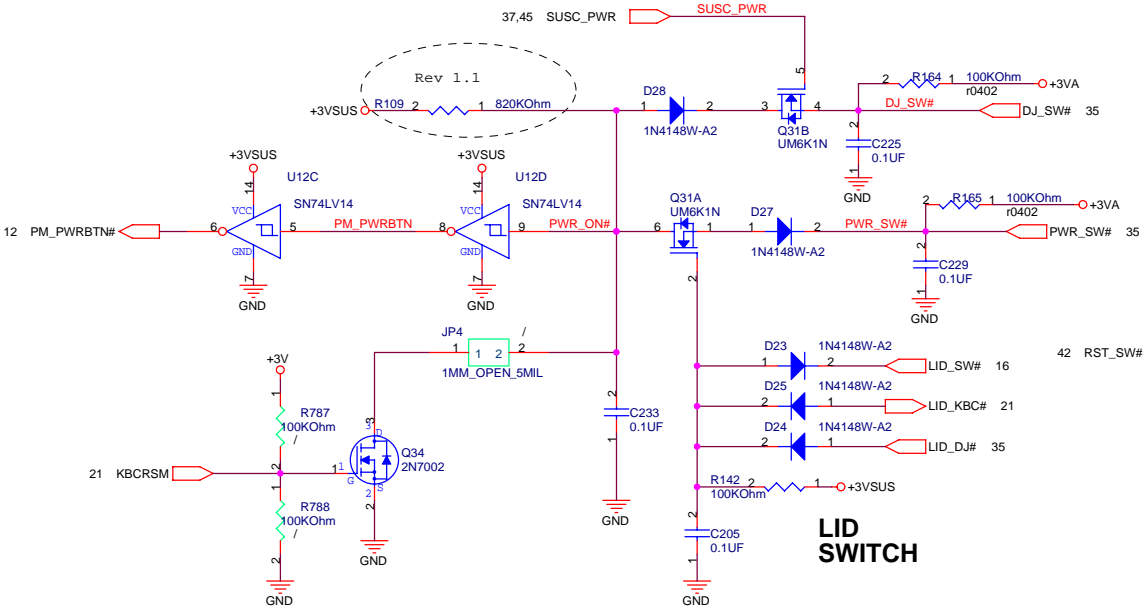 37,45 SUSC_PWR SUSC_PWR
Rev 1.1
+3VSUS R109 2 1 820KOhm
D28
1 2
1N4148W-A2
5
3 4
Q31B
UM6K1N
2 R164 1 100KOhm
r0402
+3VA
DJ_SW#
DJ_SW# 35
2
C225
0.1UF
1
GND
+3VSUS
14
U12C
SN74LV14
VCC
6 5
GND
7
GND
12 PM_PWRBTN#
PM_PWRBTN
+3VSUS
14
U12D
SN74LV14
VCC
8 9
GND
7
GND
PWR_ON#
Q31A
UM6K1N
6 1
2
D27
1 2
1N4148W-A2
PWR_SW#
2 R165 1 100KOhm
r0402
+3VA
PWR_SW# 35
2
C229
0.1UF
1
GND
JP4 /
1 1 2 2
1MM_OPEN_5MIL
D23 1N4148W-A2
1 2
LID_SW# 16
D25 1N4148W-A2
2 1
LID_KBC# 21
D24 1N4148W-A2
2 1
LID_DJ# 35
42 RST_SW#
+3V
1
R787
100KOhm
/
2
21 KBCRSM
1
R788
100KOhm
/
2
GND
3
3 D
1 1
G
Q34
2N7002
2 S
2
GND
2
C233
0.1UF
1
GND
R142 2 1 +3VSUS
100KOhm
2
C205
0.1UF
1
GND
LID
SWITCH